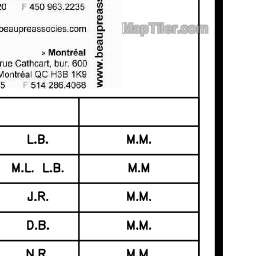 20 F 450 963.2235
beaupreassocies.com
> Montréal
rue Cathcart, bur. 600
Montréal QC H3B 1K9
5 F 514 286.4068
www.beaupreass
MapTiler.com
L.B. M.M.
M.L. L.B. M.M
J.R. M.M.
D.B. M.M.
N.R. M.M.